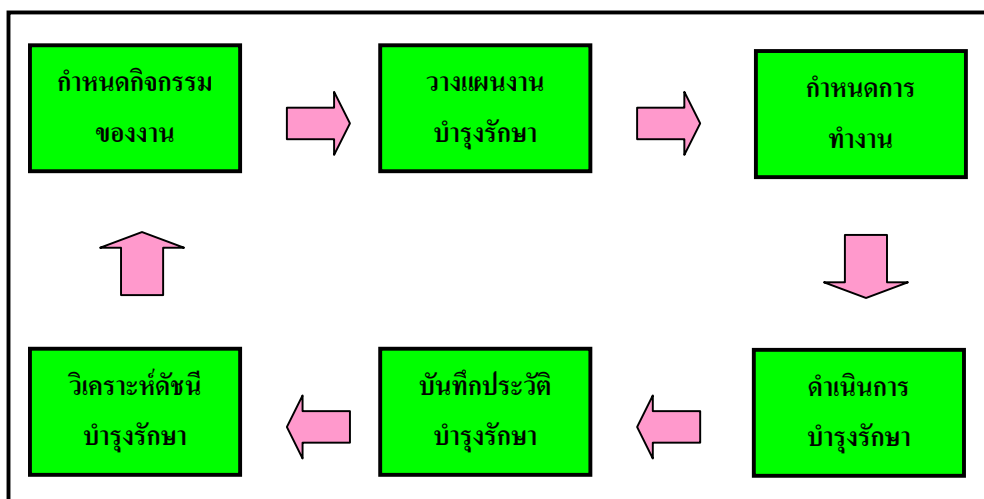 กำหนดกิจกรรม
ของงาน
วางแผนงาน
บำรุงรักษา
กำหนดการ
ทำงาน
ดำเนินการ
บำรุงรักษา
บันทึกประวัติ
บำรุงรักษา
วิเคราะห์ดัชนี
บำรุงรักษา